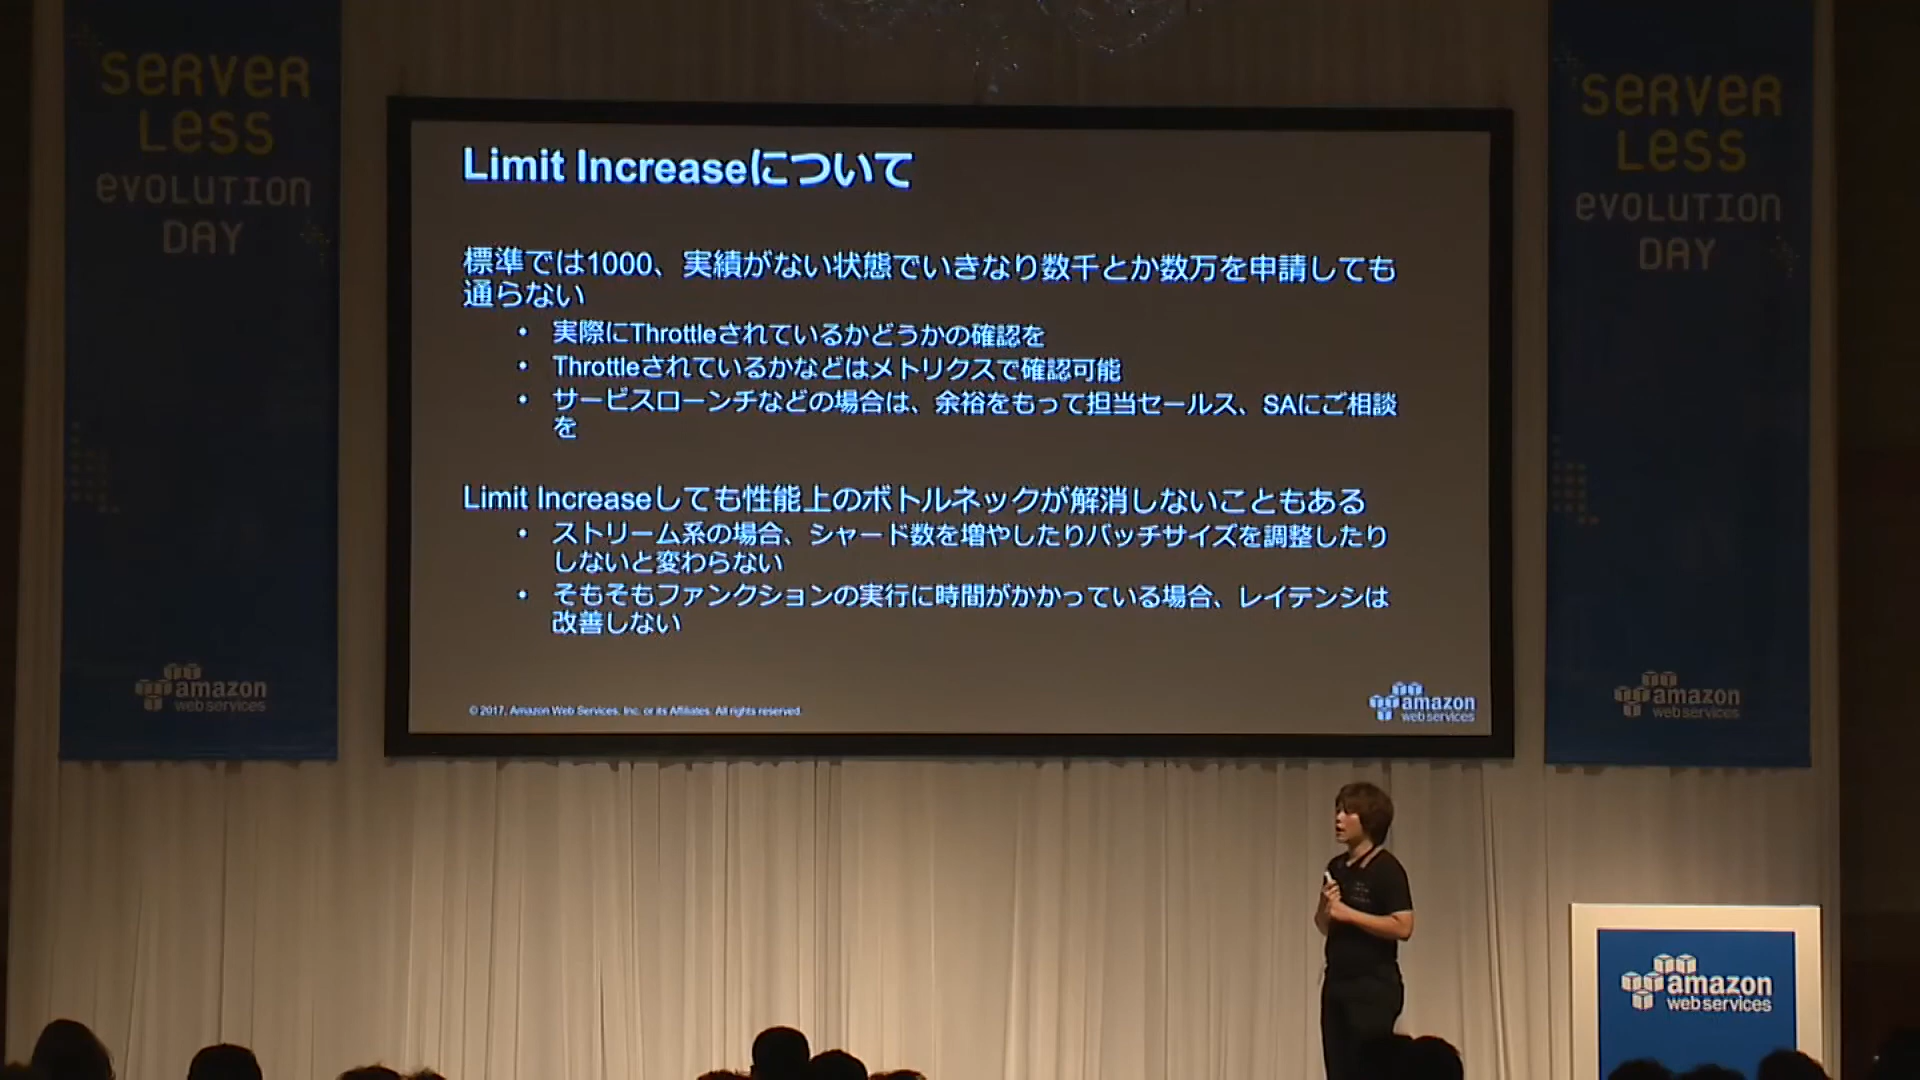 SERVER
LESS
EVOLUTION
DAY
amazon
web services
Limit Increaseについて
標準では1000、実績がない状態でいきなり数千とか数万を申請しても
通らない
• 実際にThrottleされているかどうかの確認を
• Throttleされているかなどはメトリクスで確認可能
• サービスローンチなどの場合は、余裕をもって担当セールス、SAにご相談
を
Limit Increaseしても性能上のボトルネックが解消しないこともある
• ストリーム系の場合、シャード数を増やしたりバッチサイズを調整したり
しないと変わらない
• そもそもファンクションの実行に時間がかかっている場合、レイテンシは
改善しない
© 2017, Amazon Web Services, Inc. or its Affiliates. All rights reserved.
amazon
web services
SERVER
LESS
EVOLUTION
DAY
amazon
web services
amazon
web services